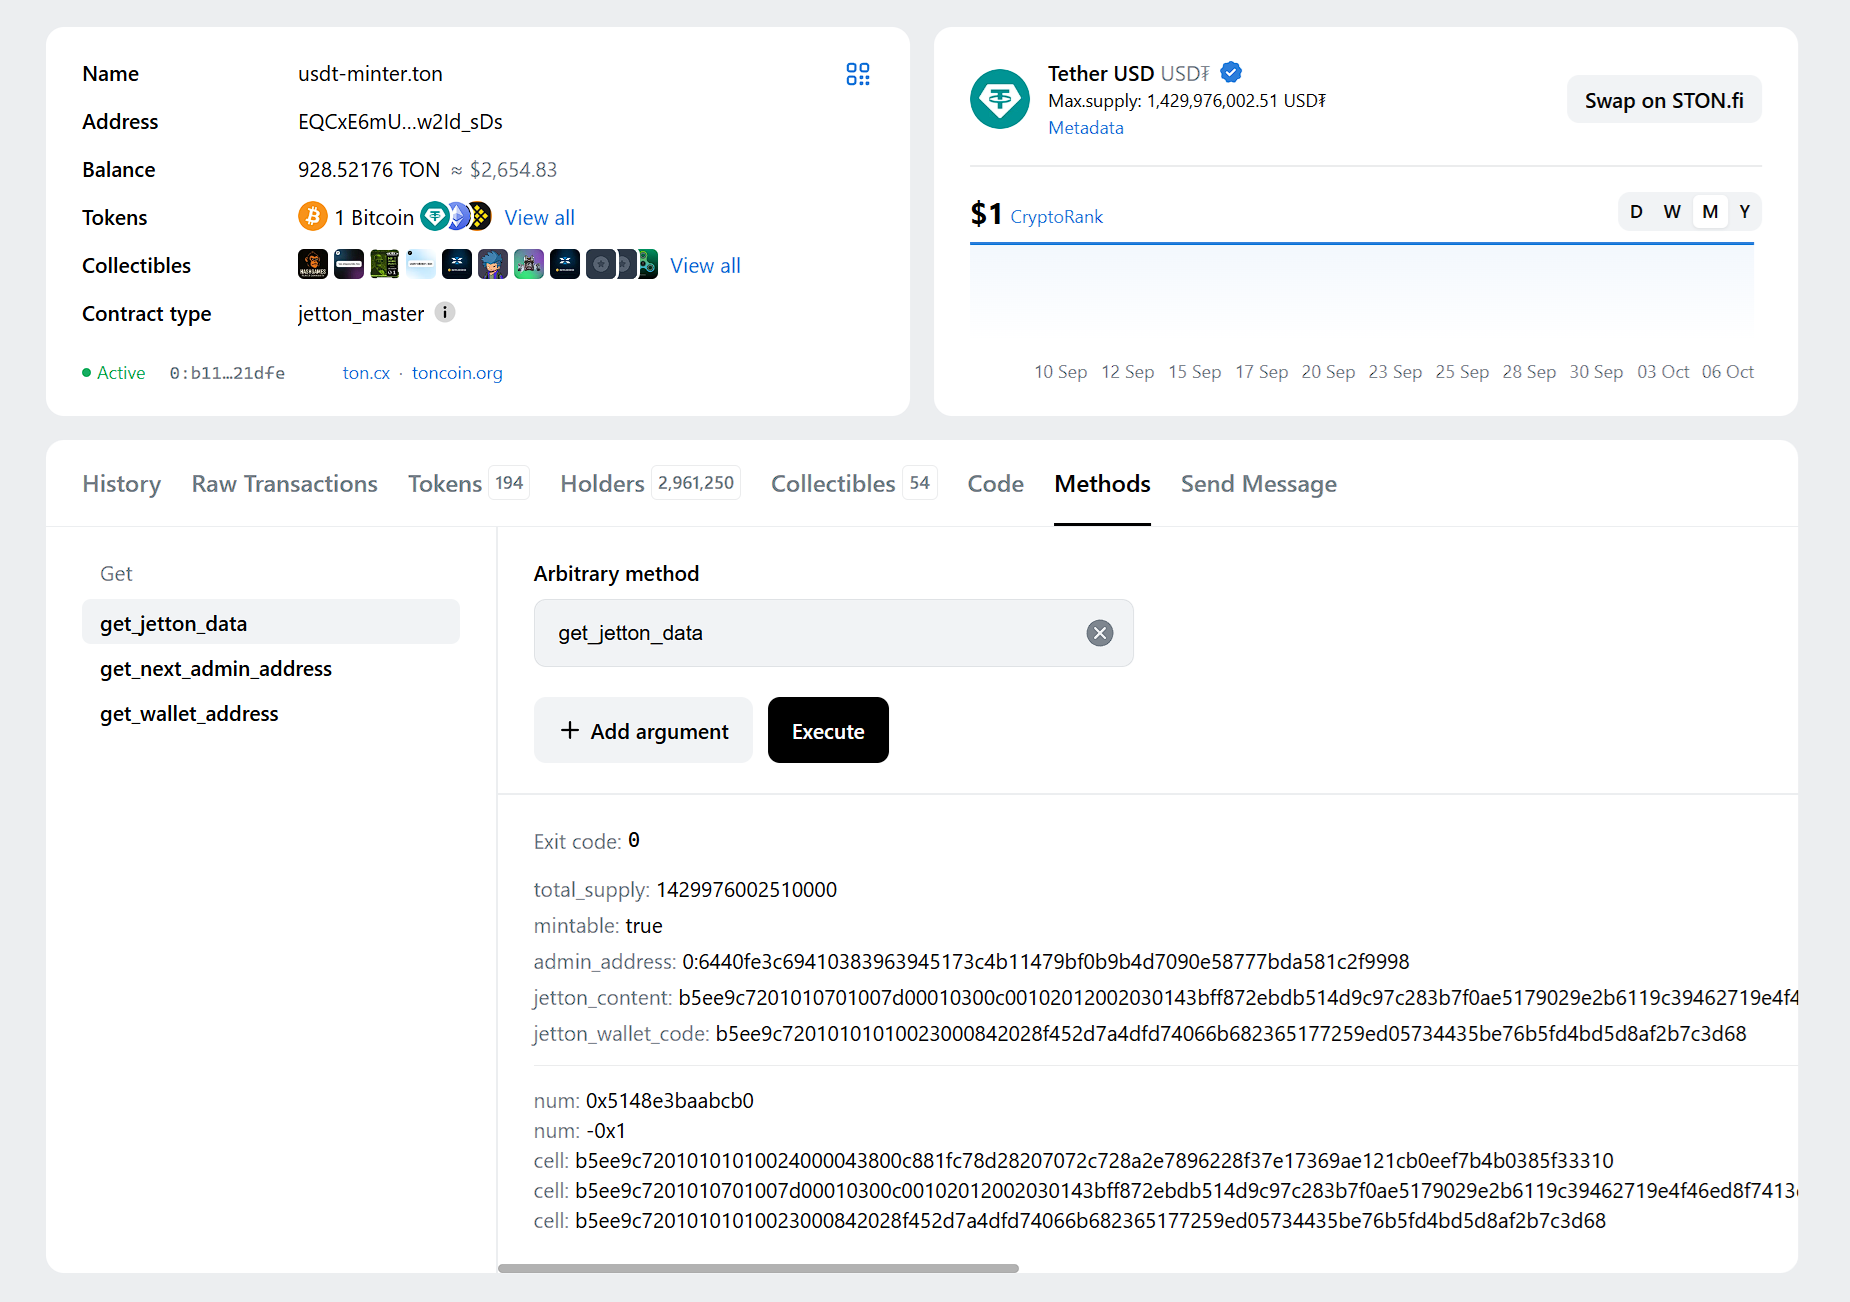 Name usdt-minter.ton
Address EQCxE6mU...w2Id_sDs
Balance 928.52176 TON ≈ $2,654.83
Tokens 1 Bitcoin View all
Collectibles View all
Contract type jetton_master
Active 0:b11…21dfe ton.cx · toncoin.org
Tether USD USD₮
Max.supply: 1,429,976,002.51 USD₮
Metadata
Swap on STON.fi
$1 CryptoRank
D W M Y
10 Sep 12 Sep 15 Sep 17 Sep 20 Sep 23 Sep 25 Sep 28 Sep 30 Sep 03 Oct 06 Oct
History Raw Transactions Tokens 194 Holders 2,961,250 Collectibles 54 Code Methods Send Message
Get
get_jetton_data
get_next_admin_address
get_wallet_address
Arbitrary method
get_jetton_data
+ Add argument Execute
Exit code: 0
total_supply: 1429976002510000
mintable: true
admin_address: 0:6440fe3c69410383963945173c4b11479bf0b9b4d7090e58777bda581c2f9998
jetton_content: b5ee9c7201010701007d00010300c00102012002030143bff872ebdb514d9c97c283b7f0ae5179029e2b6119c39462719e4f4
jetton_wallet_code: b5ee9c72010101010023000842028f452d7a4dfd74066b682365177259ed05734435be76b5fd4bd5d8af2b7c3d68
num: 0x5148e3baabcb0
num: -0x1
cell: b5ee9c72010101010024000043800c881fc78d28207072c728a2e7896228f37e17369ae121cb0eef7b4b0385f33310
cell: b5ee9c7201010701007d00010300c00102012002030143bff872ebdb514d9c97c283b7f0ae5179029e2b6119c39462719e4f46ed8f7413
cell: b5ee9c72010101010023000842028f452d7a4dfd74066b682365177259ed05734435be76b5fd4bd5d8af2b7c3d68